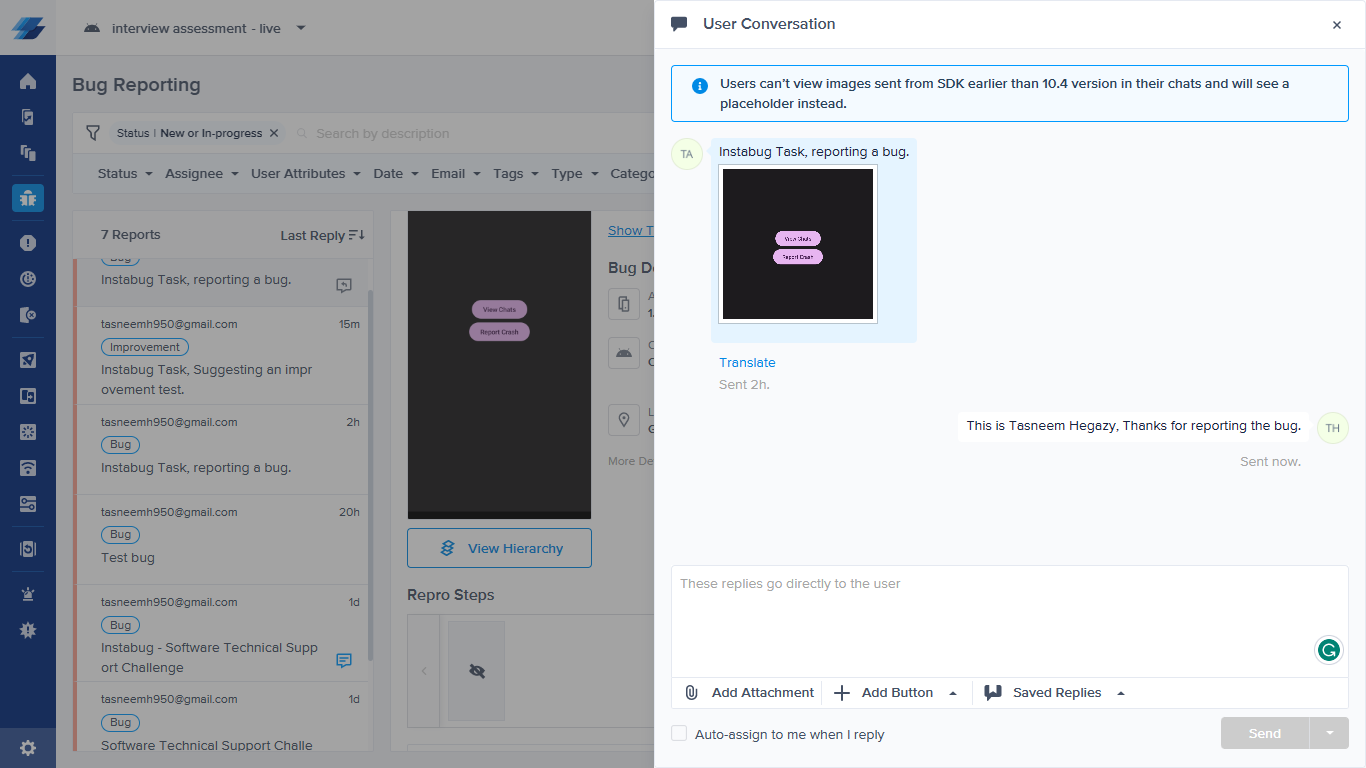 interview assessment - live
Bug Reporting
Status | New or In-progress
Search by description
Status
Assignee
User Attributes
Date
Email
Tags
Type
Catego
7 Reports
Last Reply
Bug
Instabug Task, reporting a bug.
tasneemh950@gmail.com
15m
Improvement
Instabug Task, Suggesting an impr
ovement test.
tasneemh950@gmail.com
2h
Bug
Instabug Task, reporting a bug.
tasneemh950@gmail.com
20h
Bug
Test bug
tasneemh950@gmail.com
1d
Bug
Instabug - Software Technical Supp
ort Challenge
tasneemh950@gmail.com
1d
Bug
Software Technical Support Challe
View Chats
Report Crash
View Hierarchy
Repro Steps
Show T
Bug De
More De
User Conversation
Users can't view images sent from SDK earlier than 10.4 version in their chats and will see a
placeholder instead.
TA
Instabug Task, reporting a bug.
View Chats
Report Crash
Translate
Sent 2h.
This is Tasneem Hegazy, Thanks for reporting the bug.
TH
Sent now.
These replies go directly to the user
Add Attachment
Add Button
Saved Replies
Auto-assign to me when I reply
Send